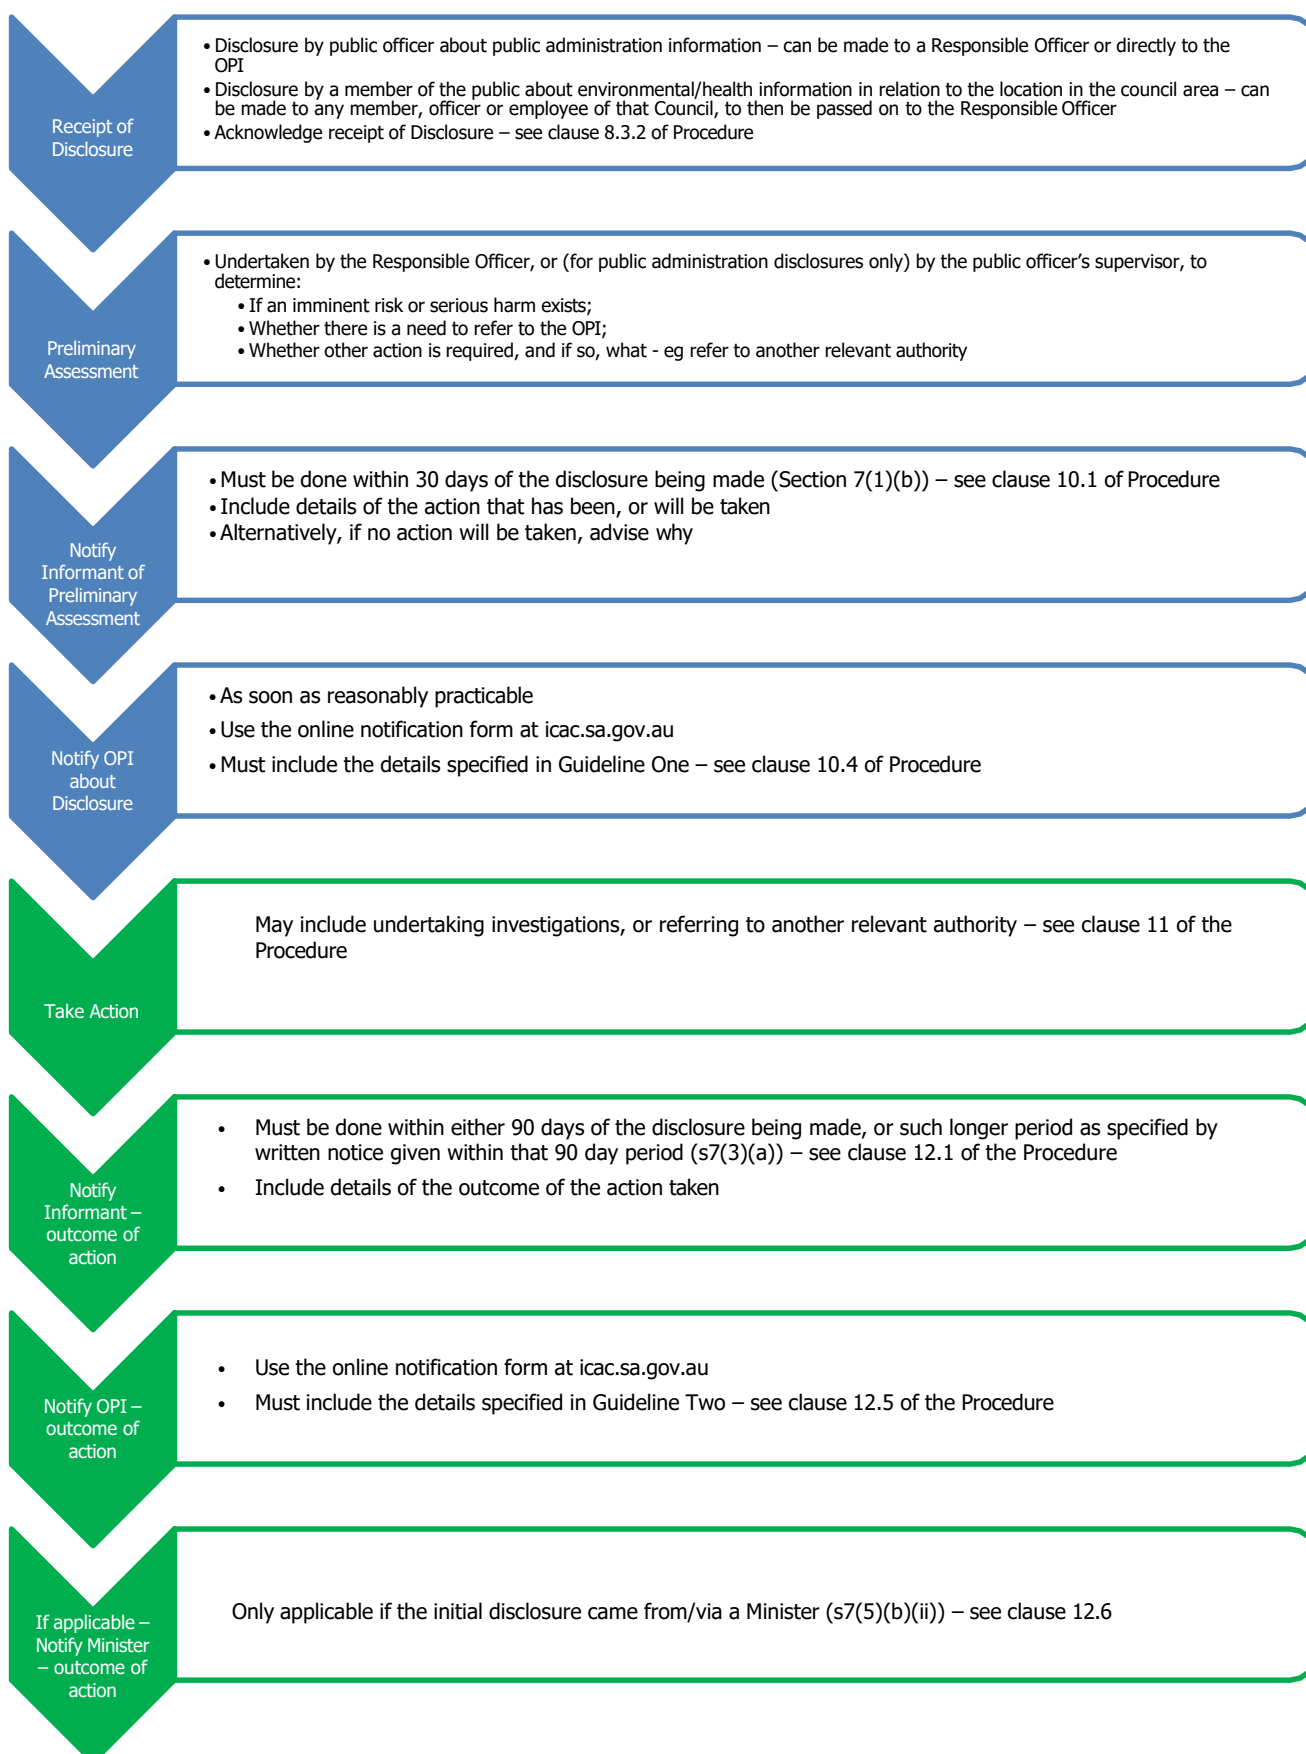 Receipt of
Disclosure
• Disclosure by public officer about public administration information – can be made to a Responsible Officer or directly to the
OPI
• Disclosure by a member of the public about environmental/health information in relation to the location in the council area – can
be made to any member, officer or employee of that Council, to then be passed on to the Responsible Officer
• Acknowledge receipt of Disclosure – see clause 8.3.2 of Procedure
Preliminary
Assessment
• Undertaken by the Responsible Officer, or (for public administration disclosures only) by the public officer's supervisor, to
determine:
• If an imminent risk or serious harm exists;
• Whether there is a need to refer to the OPI;
• Whether other action is required, and if so, what - eg refer to another relevant authority
Notify
Informant of
Preliminary
Assessment
• Must be done within 30 days of the disclosure being made (Section 7(1)(b)) – see clause 10.1 of Procedure
• Include details of the action that has been, or will be taken
• Alternatively, if no action will be taken, advise why
Notify OPI
about
Disclosure
• As soon as reasonably practicable
• Use the online notification form at icac.sa.gov.au
• Must include the details specified in Guideline One – see clause 10.4 of Procedure
Take Action
May include undertaking investigations, or referring to another relevant authority – see clause 11 of the
Procedure
Notify
Informant –
outcome of
action
• Must be done within either 90 days of the disclosure being made, or such longer period as specified by
written notice given within that 90 day period (s7(3)(a)) – see clause 12.1 of the Procedure
• Include details of the outcome of the action taken
Notify OPI –
outcome of
action
• Use the online notification form at icac.sa.gov.au
• Must include the details specified in Guideline Two – see clause 12.5 of the Procedure
If applicable –
Notify Minister
– outcome of
action
Only applicable if the initial disclosure came from/via a Minister (s7(5)(b)(ii)) – see clause 12.6